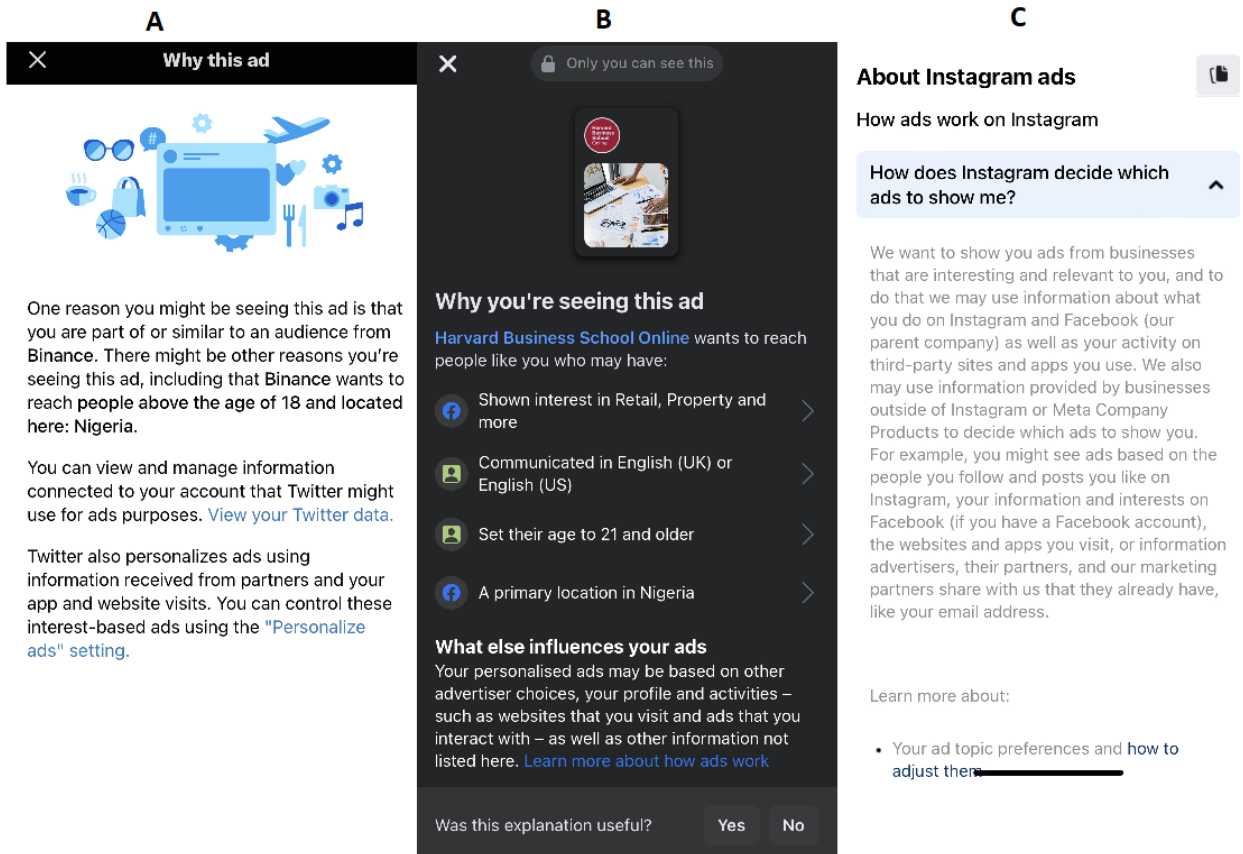 A
Why this ad
#
One reason you might be seeing this ad is that
you are part of or similar to an audience from
Binance. There might be other reasons you're
seeing this ad, including that Binance wants to
reach people above the age of 18 and located
here: Nigeria.
You can view and manage information
connected to your account that Twitter might
use for ads purposes. View your Twitter data.
Twitter also personalizes ads using
information received from partners and your
app and website visits. You can control these
interest-based ads using the "Personalize
ads" setting.
B
Only you can see this
Harvard
Business
School
Online
Why you're seeing this ad
Harvard Business School Online wants to reach
people like you who may have:
Shown interest in Retail, Property and
more
Communicated in English (UK) or
English (US)
Set their age to 21 and older
A primary location in Nigeria
What else influences your ads
Your personalised ads may be based on other
advertiser choices, your profile and activities –
such as websites that you visit and ads that you
interact with – as well as other information not
listed here. Learn more about how ads work
Was this explanation useful?
Yes
No
C
About Instagram ads
How ads work on Instagram
How does Instagram decide which
ads to show me?
We want to show you ads from businesses
that are interesting and relevant to you, and to
do that we may use information about what
you do on Instagram and Facebook (our
parent company) as well as your activity on
third-party sites and apps you use. We also
may use information provided by businesses
outside of Instagram or Meta Company
Products to decide which ads to show you.
For example, you might see ads based on the
people you follow and posts you like on
Instagram, your information and interests on
Facebook (if you have a Facebook account),
the websites and apps you visit, or information
advertisers, their partners, and our marketing
partners share with us that they already have,
like your email address.
Learn more about:
• Your ad topic preferences and how to
adjust them